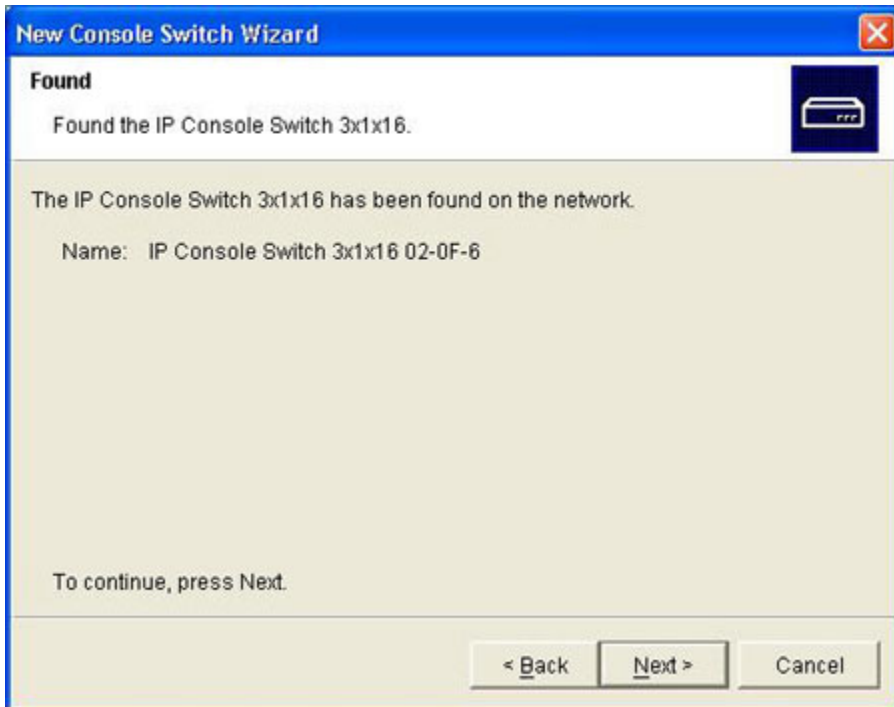 New Console Switch Wizard
Found
Found the IP Console Switch 3x1x16.
The IP Console Switch 3x1x16 has been found on the network.
Name: IP Console Switch 3x1x16 02-0F-6
To continue, press Next.
< Back Next > Cancel